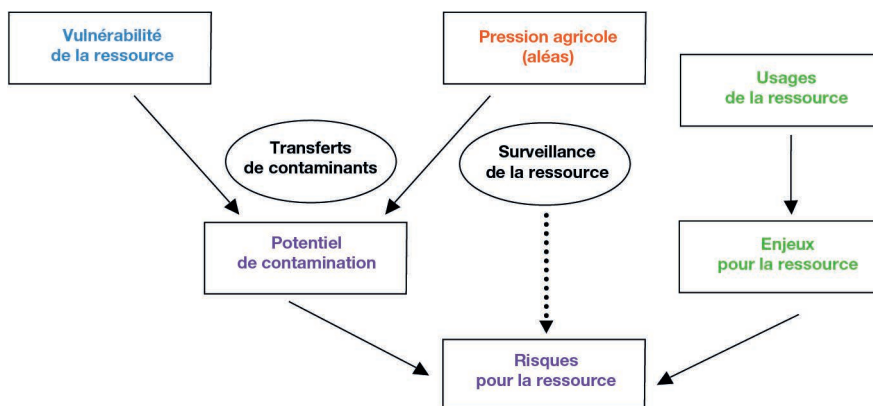 Vulnérabilité
de la ressource
Pression agricole
(aléas)
Usages
de la ressource
Transferts
de contaminants
Surveillance
de la ressource
Potentiel
de contamination
Enjeux
pour la ressource
Risques
pour la ressource